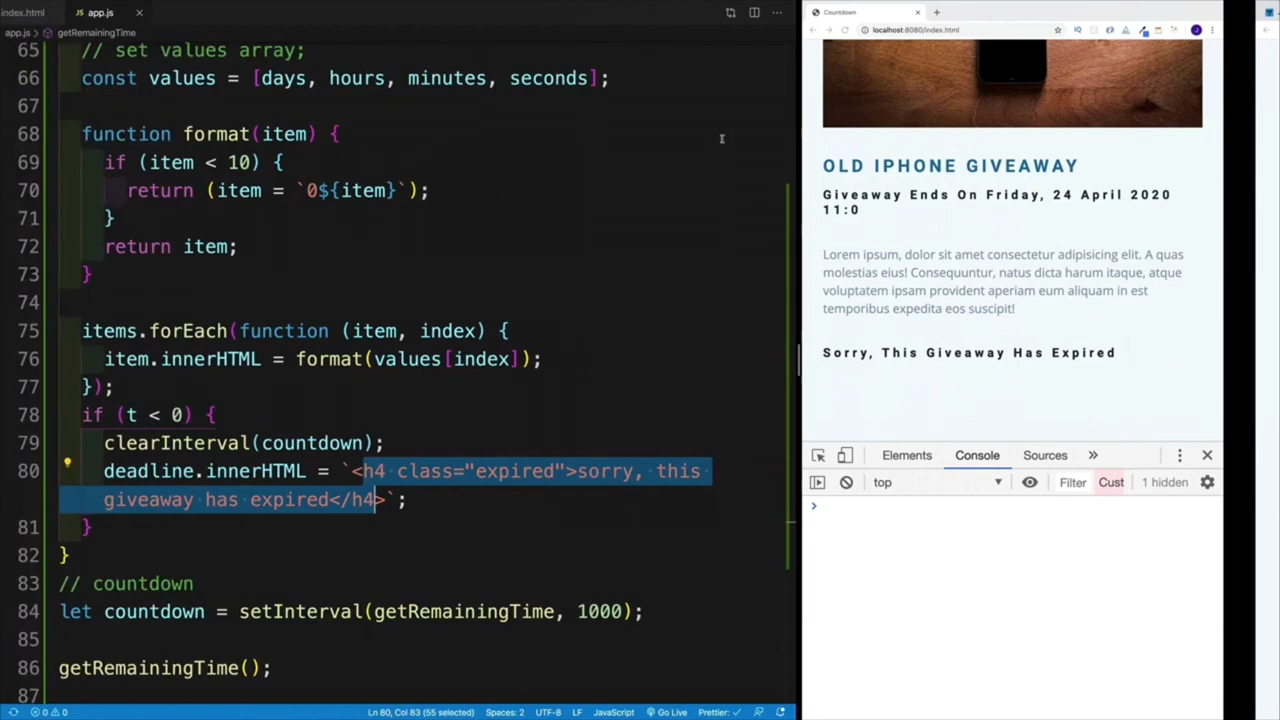 index.html
app.js
app.js > getRemainingTime
65 // set values array;
66 const values = [days, hours, minutes, seconds];
67
68 function format(item) {
69 if (item < 10) {
70 return (item = `0${item}`);
71 }
72 return item;
73 }
74
75 items.forEach(function (item, index) {
76 item.innerHTML = format(values[index]);
77 });
78 if (t < 0) {
79 clearInterval(countdown);
80 deadline.innerHTML = `<h4 class="expired">sorry, this
giveaway has expired</h4>`;
81 }
82 }
83 // countdown
84 let countdown = setInterval(getRemainingTime, 1000);
85
86 getRemainingTime();
87
0 0 Ln 80, Col 83 (55 selected) Spaces: 2 UTF-8 LF JavaScript Go Live Prettier: ✓
Countdown
localhost:8080/index.html
J
OLD IPHONE GIVEAWAY
Giveaway Ends On Friday, 24 April 2020
11:0
Lorem ipsum, dolor sit amet consectetur adipisicing elit. A quas
molestias eius! Consequuntur, natus dicta harum itaque, atque
voluptatem ipsam provident aperiam eum aliquam in est
temporibus expedita eos suscipit!
Sorry, This Giveaway Has Expired
Elements Console Sources »
top Filter Cust 1 hidden